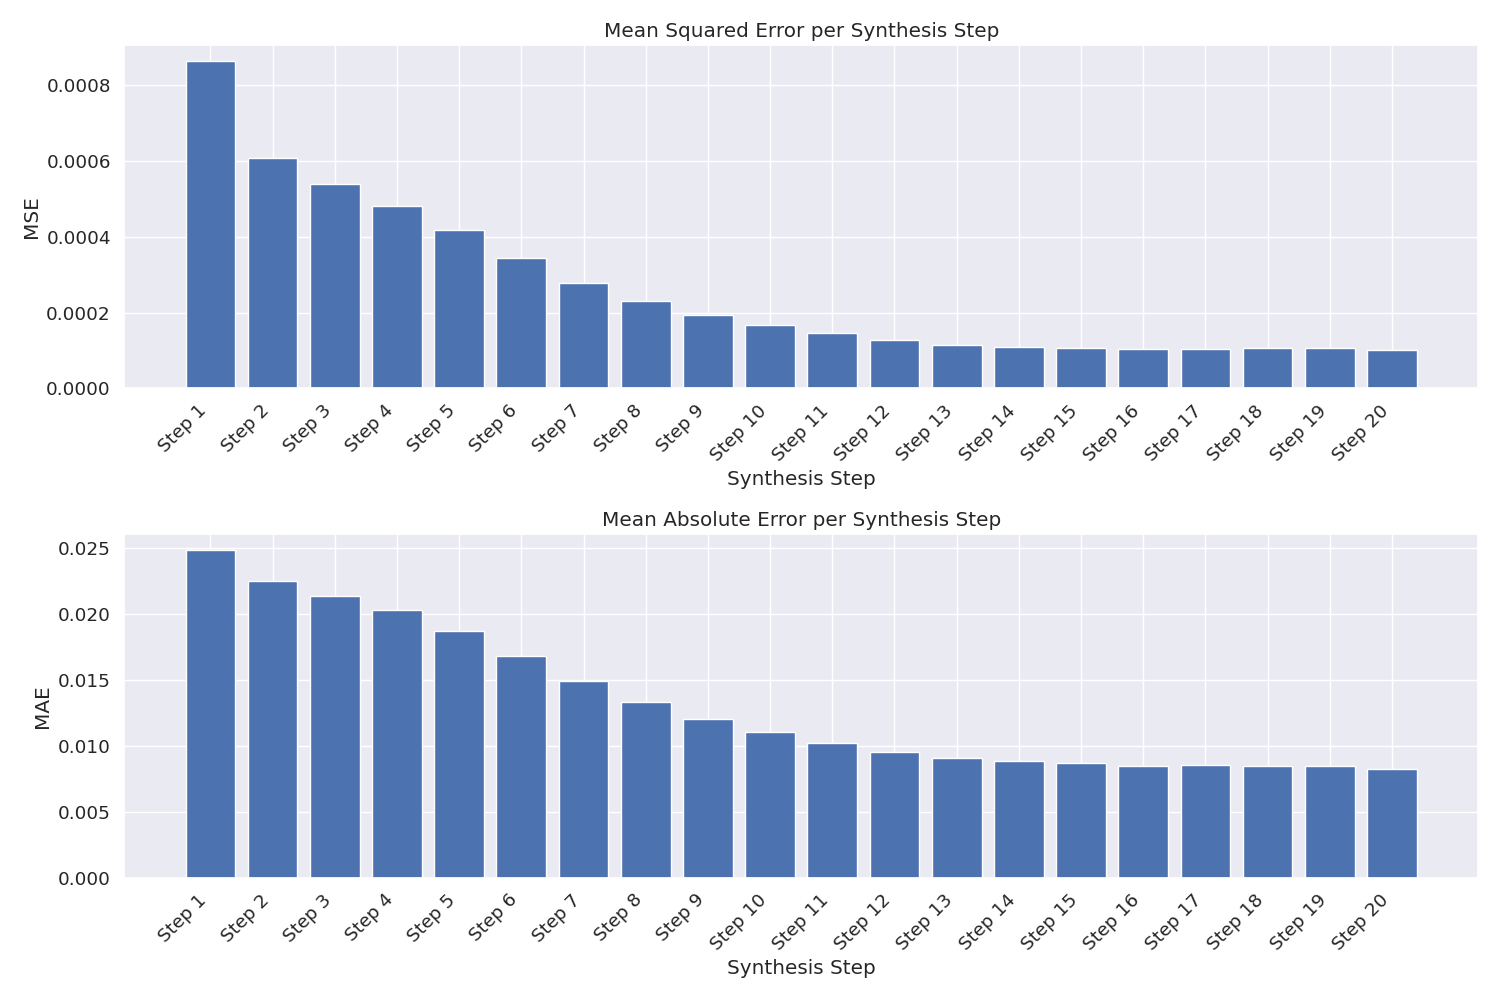 Mean Squared Error per Synthesis Step
0.0008
0.0006
0.0004
0.0002
0.0000
MSE
Step 1
Step 2
Step 3
Step 4
Step 5
Step 6
Step 7
Step 8
Step 9
Step 10
Step 11
Step 12
Step 13
Step 14
Step 15
Step 16
Step 17
Step 18
Step 19
Step 20
Synthesis Step
Mean Absolute Error per Synthesis Step
0.025
0.020
0.015
0.010
0.005
0.000
MAE
Step 1
Step 2
Step 3
Step 4
Step 5
Step 6
Step 7
Step 8
Step 9
Step 10
Step 11
Step 12
Step 13
Step 14
Step 15
Step 16
Step 17
Step 18
Step 19
Step 20
Synthesis Step